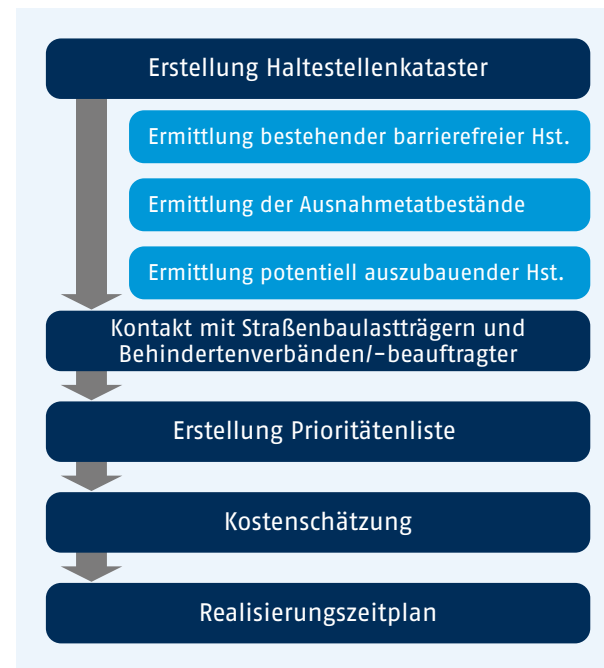 Erstellung Haltestellenkataster
Ermittlung bestehender barrierefreier Hst.
Ermittlung der Ausnahmetatbestände
Ermittlung potentiell auszubauender Hst.
Kontakt mit Straßenbaulastträgern und
Behindertenverbänden/-beauftragter
Erstellung Prioritätenliste
Kostenschätzung
Realisierungszeitplan